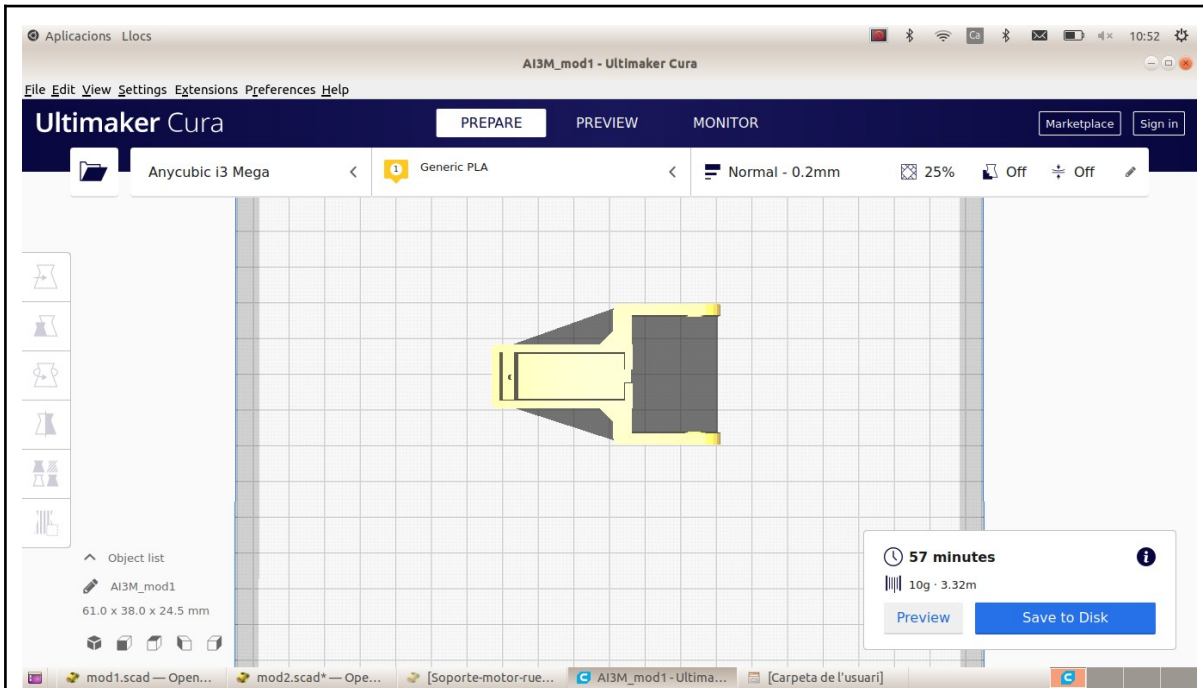 Aplicacions Llocs Ca 10:52
AI3M_mod1 - Ultimaker Cura
File Edit View Settings Extensions Preferences Help
Ultimaker Cura PREPARE PREVIEW MONITOR Marketplace Sign in
Anycubic i3 Mega 1 Generic PLA Normal - 0.2mm 25% Off Off
Object list
AI3M_mod1
61.0 x 38.0 x 24.5 mm
57 minutes
10g · 3.32m
Preview Save to Disk
mod1.scad — Open... mod2.scad* — Ope... [Soporte-motor-rue... AI3M_mod1 - Ultima... [Carpeta de l'usuari]